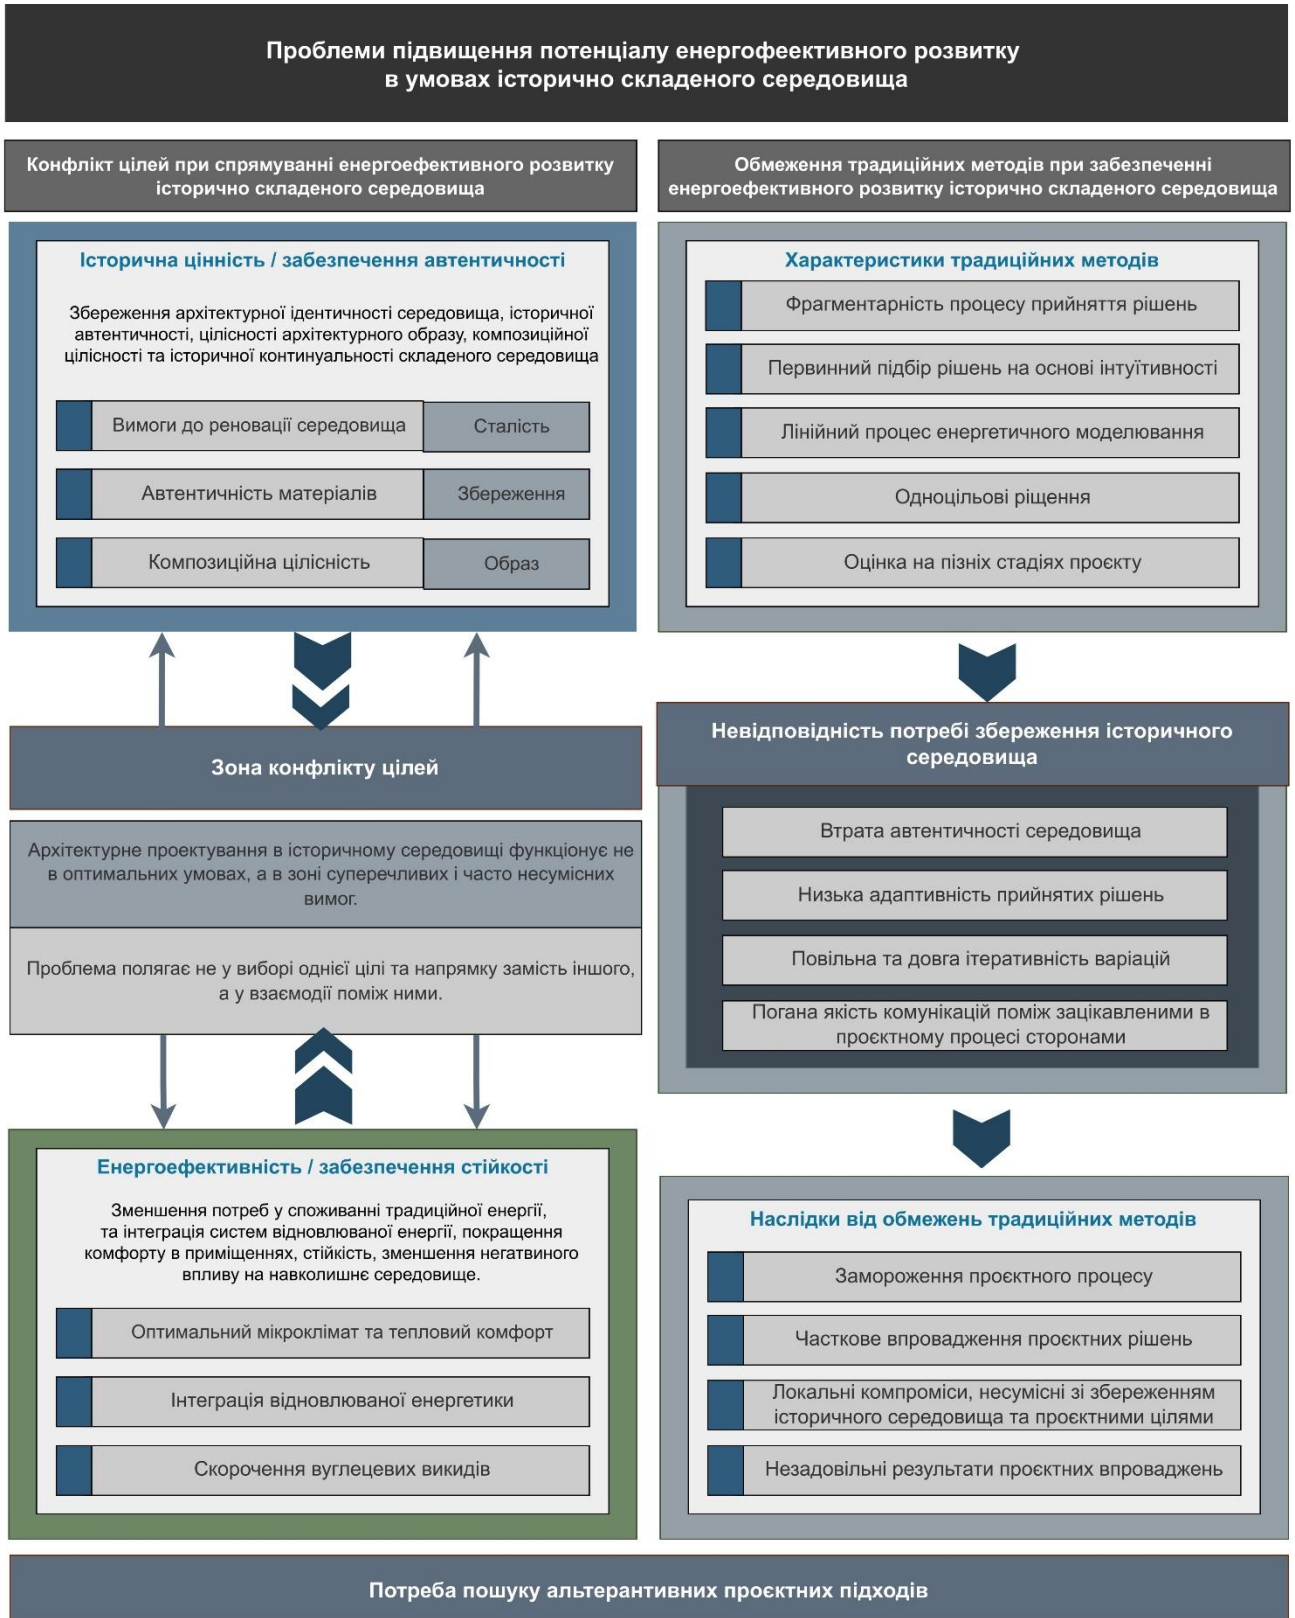 Проблеми підвищення потенціалу енергофеективного розвитку
в умовах історично складеного середовища
Конфлікт цілей при спрямуванні енергоефективного розвитку
історично складеного середовища
Історична цінність / забезпечення автентичності
Збереження архітектурної ідентичності середовища, історичної
автентичності, цілісності архітектурного образу, композиційної
цілісності та історичної континуальності складеного середовища
Вимоги до реновації середовища
Сталість
Автентичність матеріалів
Збереження
Композиційна цілісність
Образ
Зона конфлікту цілей
Архітектурне проектування в історичному середовищі функціонує не
в оптимальних умовах, а в зоні суперечливих і часто несумісних
вимог.
Проблема полягає не у виборі однієї цілі та напрямку замість іншого,
а у взаємодії поміж ними.
Енергоефективність / забезпечення стійкості
Зменшення потреб у споживанні традиційної енергії,
та інтеграція систем відновлюваної енергії, покращення
комфорту в приміщеннях, стійкість, зменшення негатвиного
впливу на навколишнє середовище.
Оптимальний мікроклімат та тепловий комфорт
Інтеграція відновлюваної енергетики
Скорочення вуглецевих викидів
Обмеження традиційних методів при забезпеченні
енергоефективного розвитку історично складеного середовища
Характеристики традиційних методів
Фрагментарність процесу прийняття рішень
Первинний підбір рішень на основі інтуїтивності
Лінійний процес енергетичного моделювання
Одноцільові ріщення
Оцінка на пізніх стадіях проєкту
Невідповідність потребі збереження історичного
середовища
Втрата автентичності середовища
Низька адаптивність прийнятих рішень
Повільна та довга ітеративність варіацій
Погана якість комунікацій поміж зацікавленими в
проєктному процесі сторонами
Наслідки від обмежень традиційних методів
Замороження проєктного процесу
Часткове впровадження проєктних рішень
Локальні компроміси, несумісні зі збереженням
історичного середовища та проєктними цілями
Незадовільні результати проєктних впроваджень
Потреба пошуку альтерантивних проєктних підходів